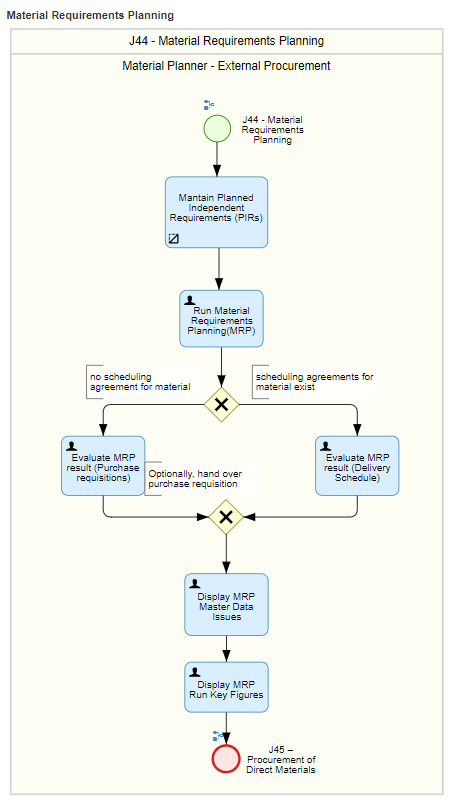 Material Requirements Planning
J44 - Material Requirements Planning
Material Planner - External Procurement
J44 - Material
Requirements
Planning
Mantain Planned
Independent
Requirements (PIRs)
Run Material
Requirements
Planning(MRP)
no scheduling
agreement for material
scheduling agreements for
material exist
Evaluate MRP
result (Purchase
requisitions)
Optionally, hand over
purchase requisition
Evaluate MRP
result (Delivery
Schedule)
Display MRP
Master Data
Issues
Display MRP
Run Key Figures
J45 –
Procurement of
Direct Materials